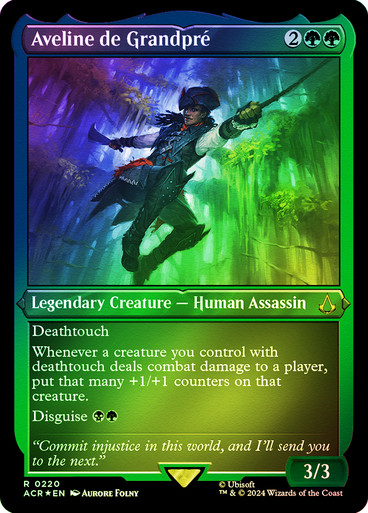 Aveline de Grandpré 2
Legendary Creature — Human Assassin
Deathtouch
Whenever a creature you control with
deathtouch deals combat damage to a player,
put that many +1/+1 counters on that
creature.
Disguise
“Commit injustice in this world, and I’ll send you
to the next.”
3/3
R 0220
ACR★EN Aurore Folny
© Ubisoft
™ & © 2024 Wizards of the Coast